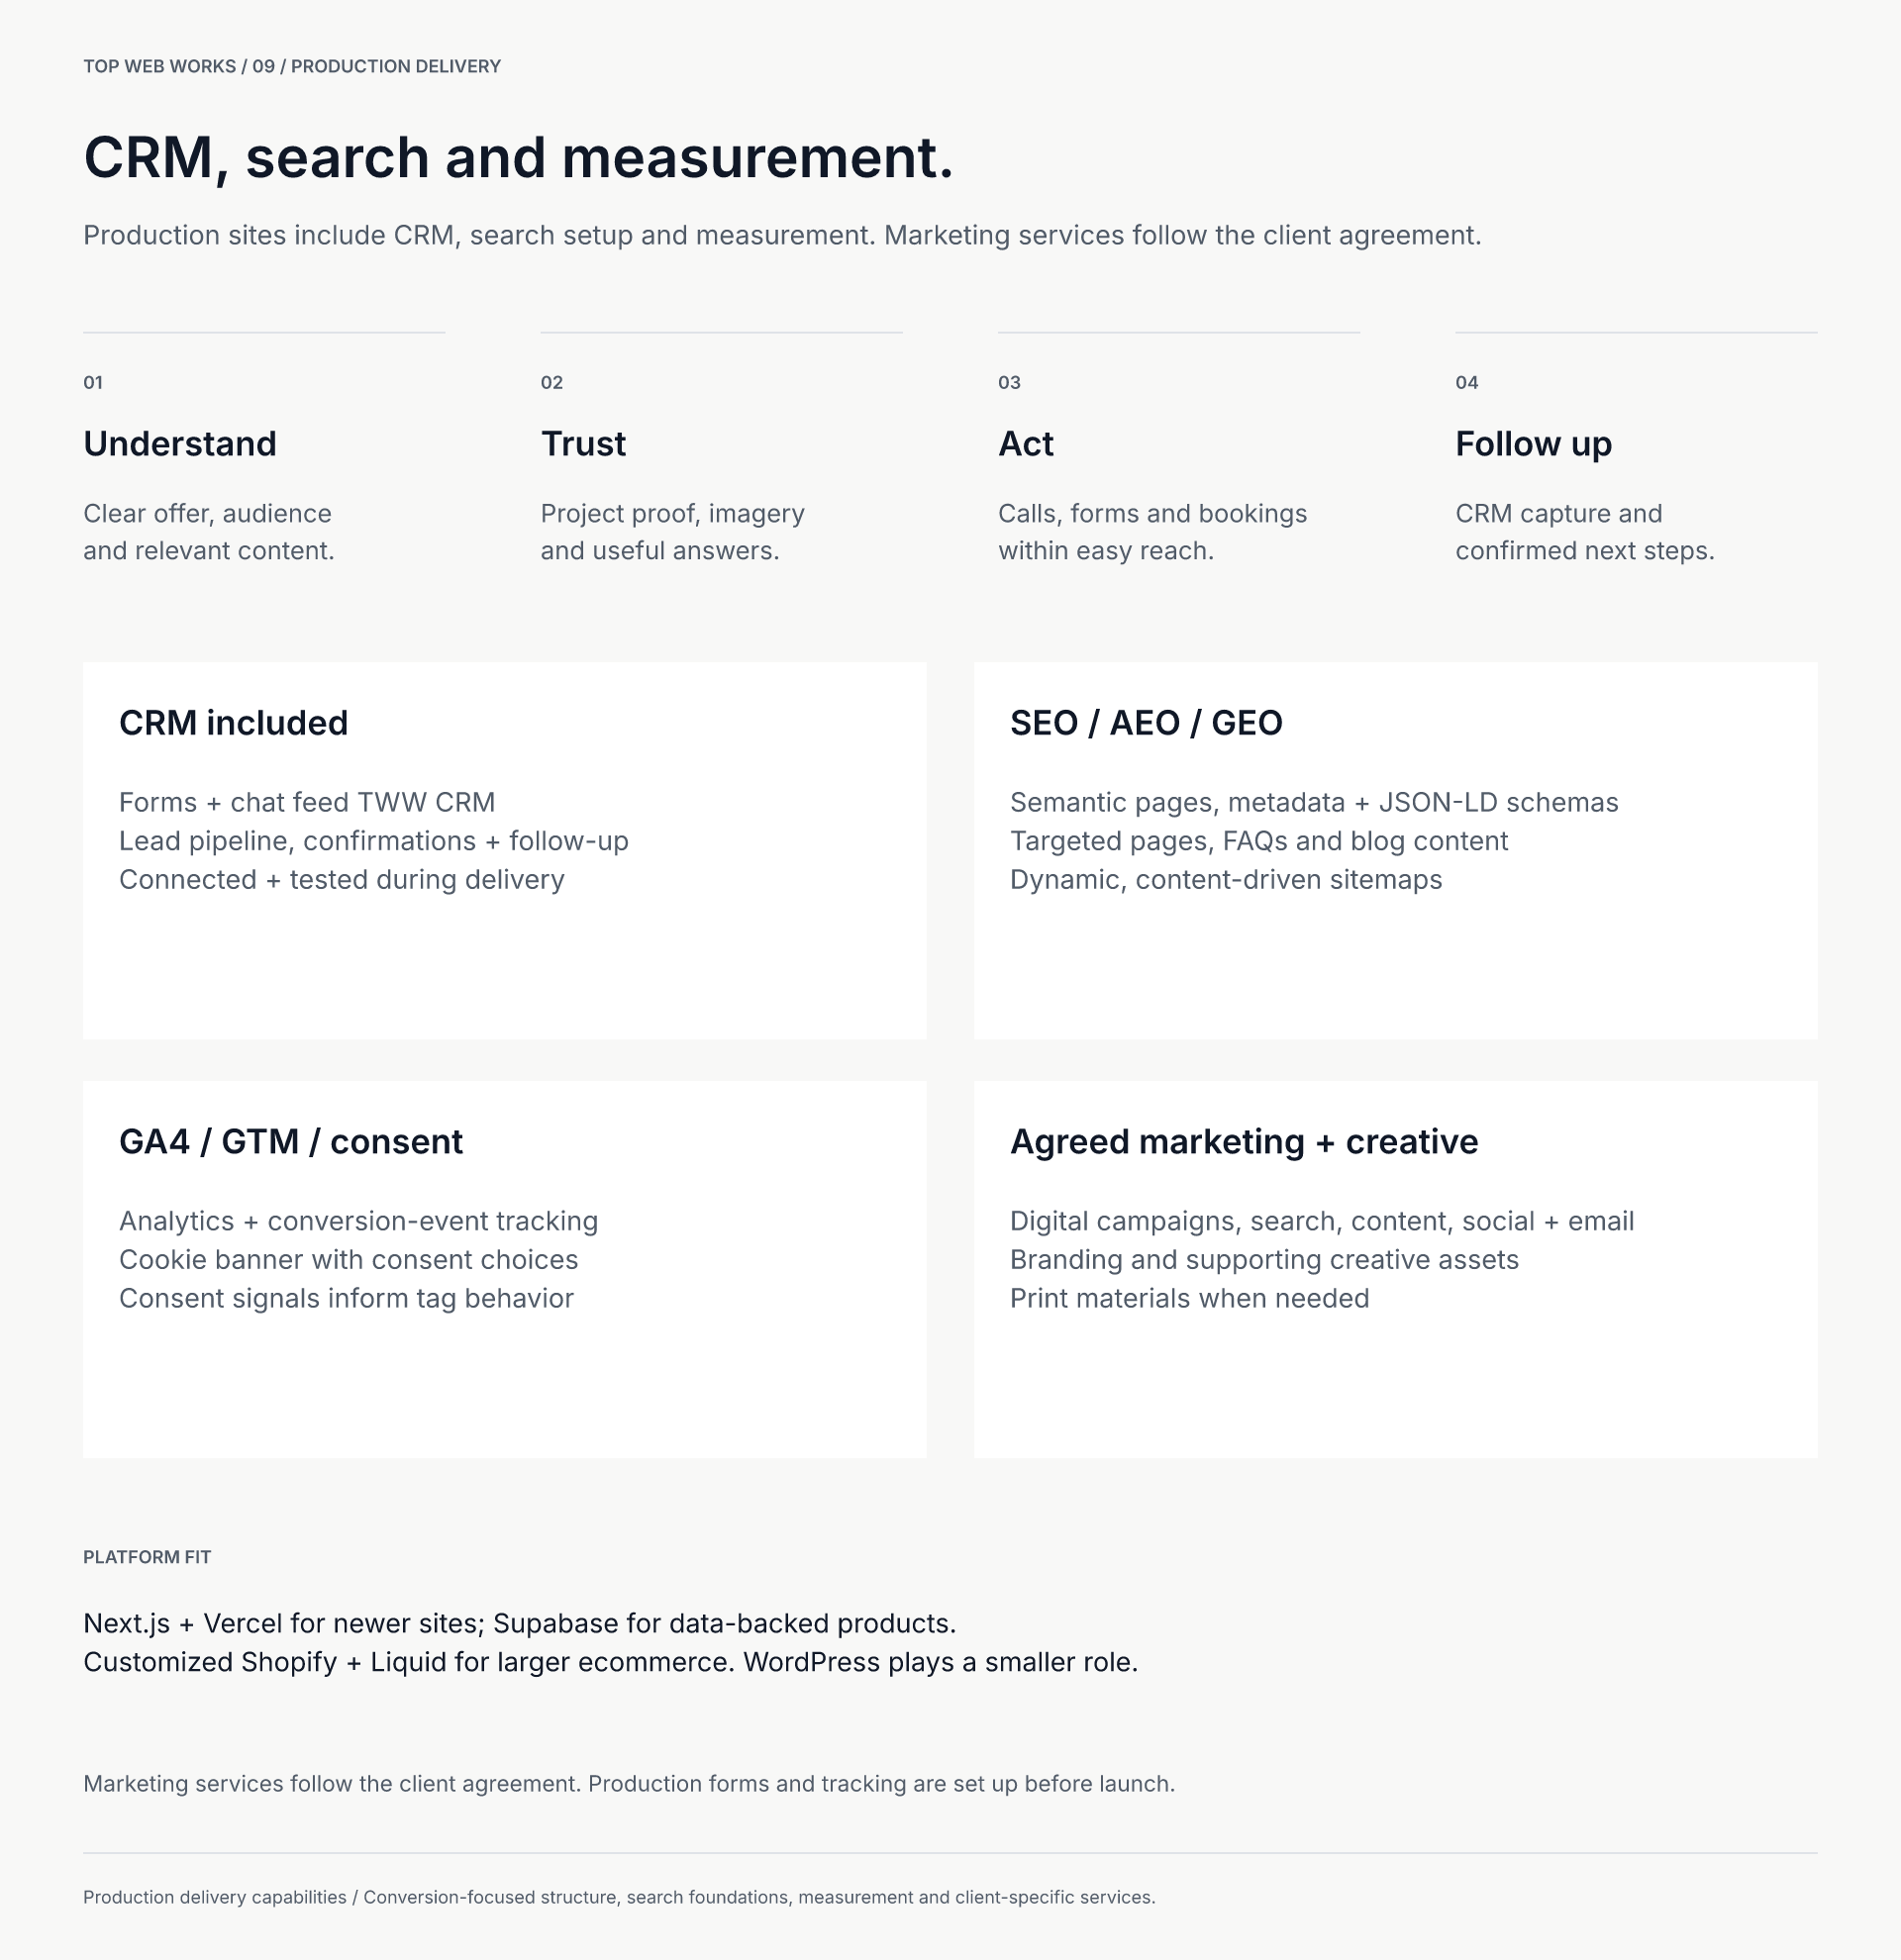 TOP WEB WORKS / 09 / PRODUCTION DELIVERY
CRM, search and measurement.
Production sites include CRM, search setup and measurement. Marketing services follow the client agreement.
01
Understand
Clear offer, audience
and relevant content.
02
Trust
Project proof, imagery
and useful answers.
03
Act
Calls, forms and bookings
within easy reach.
04
Follow up
CRM capture and
confirmed next steps.
CRM included
Forms + chat feed TWW CRM
Lead pipeline, confirmations + follow-up
Connected + tested during delivery
SEO / AEO / GEO
Semantic pages, metadata + JSON-LD schemas
Targeted pages, FAQs and blog content
Dynamic, content-driven sitemaps
GA4 / GTM / consent
Analytics + conversion-event tracking
Cookie banner with consent choices
Consent signals inform tag behavior
Agreed marketing + creative
Digital campaigns, search, content, social + email
Branding and supporting creative assets
Print materials when needed
PLATFORM FIT
Next.js + Vercel for newer sites; Supabase for data-backed products.
Customized Shopify + Liquid for larger ecommerce. WordPress plays a smaller role.
Marketing services follow the client agreement. Production forms and tracking are set up before launch.
Production delivery capabilities / Conversion-focused structure, search foundations, measurement and client-specific services.